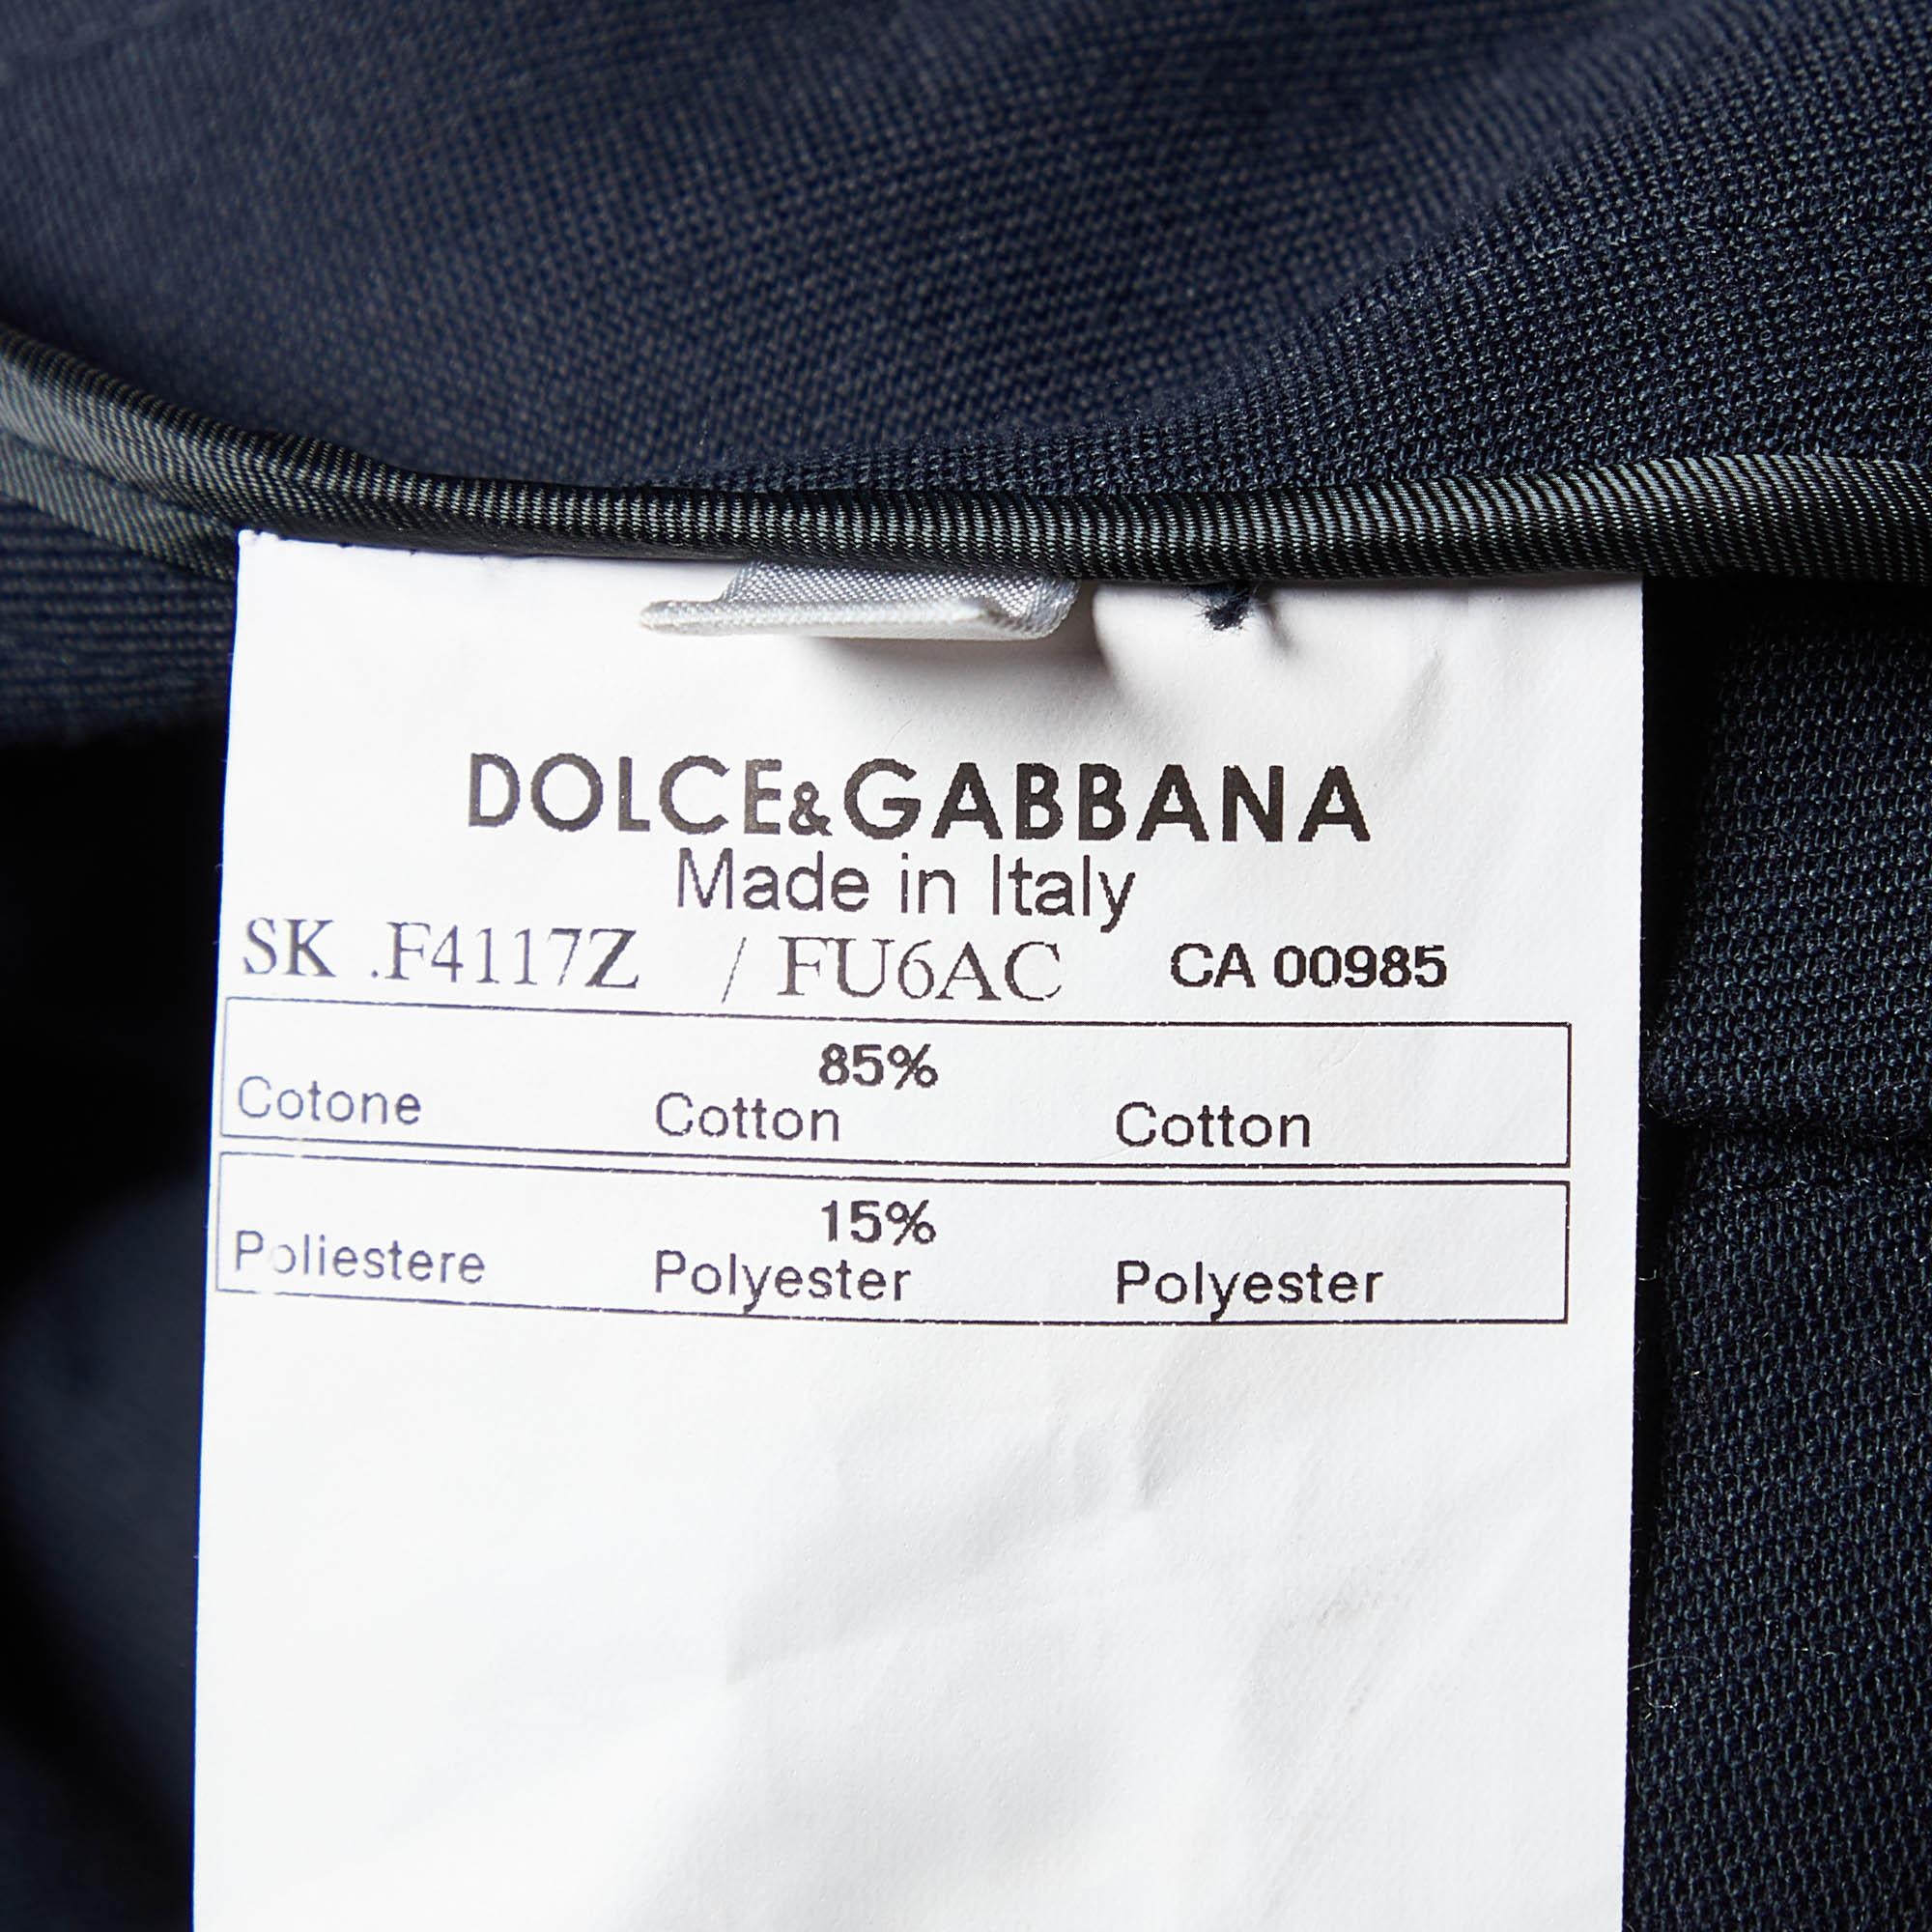 DOLCE&GABBANA
Made in Italy
SK .F4117Z / FU6AC CA 00985
85%
Cotone Cotton Cotton
15%
Poliestere Polyester Polyester